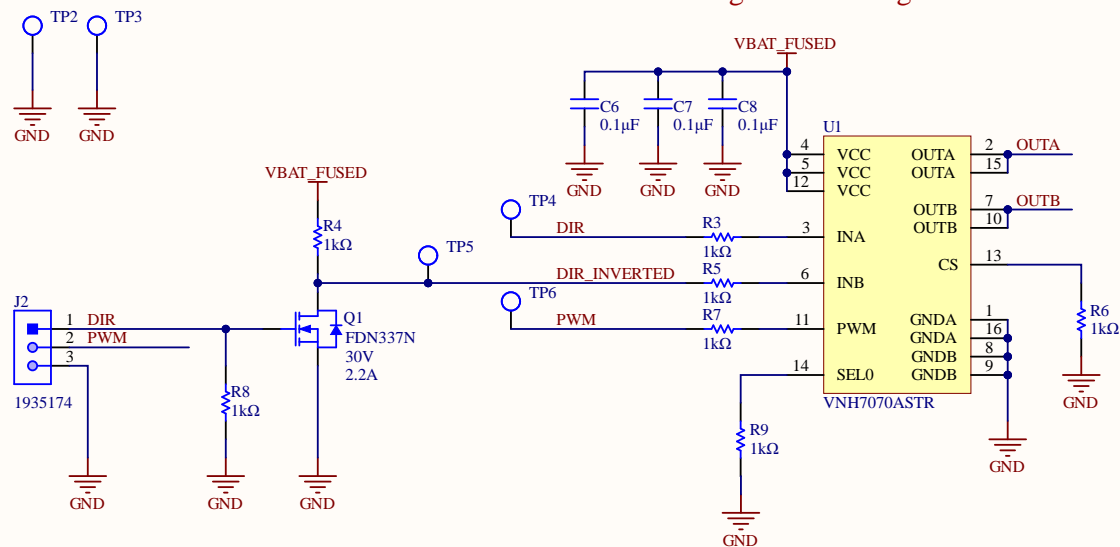 TP2
TP3
GND
GND
VBAT_FUSED
C6
0.1µF
C7
0.1µF
C8
0.1µF
GND
GND
GND
U1
4
VCC
5
VCC
12
VCC
3
INA
6
INB
11
PWM
14
SEL0
OUTA
2
OUTA
OUTA
15
OUTB
7
OUTB
OUTB
10
CS
13
GNDA
1
GNDA
16
GNDB
8
GNDB
9
VNH7070ASTR
R6
1kΩ
GND
GND
VBAT_FUSED
R4
1kΩ
TP5
TP4
DIR
R3
1kΩ
DIR_INVERTED
R5
1kΩ
TP6
PWM
R7
1kΩ
R9
1kΩ
GND
J2
1
DIR
2
PWM
3
1935174
Q1
FDN337N
30V
2.2A
R8
1kΩ
GND
GND
GND